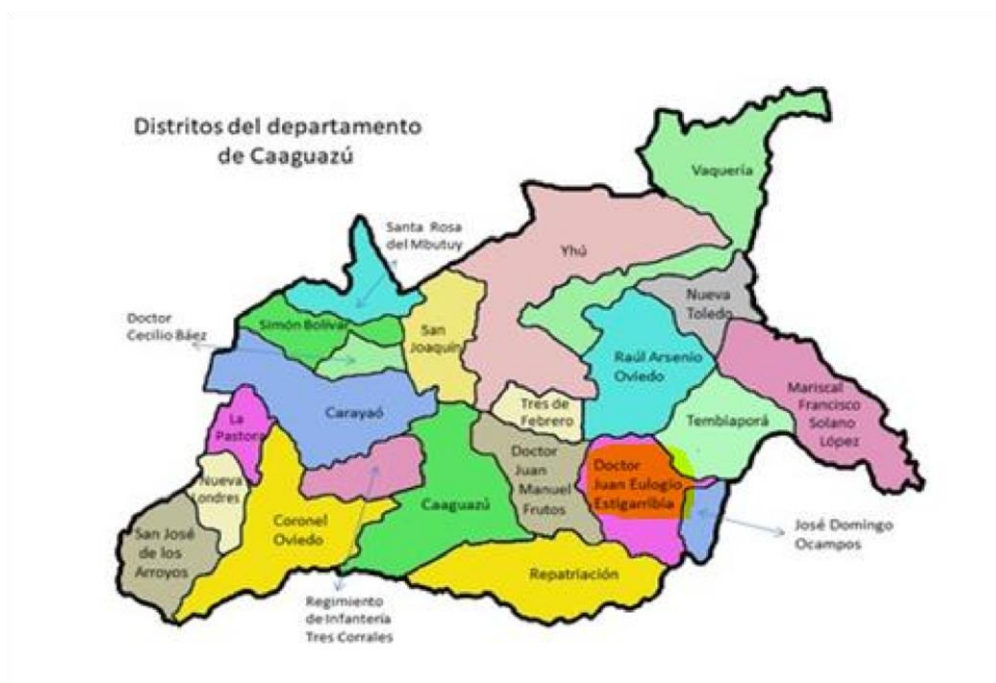 Distritos del departamento
de Caaguazú
Vaquería
Santa Rosa
del Mbutuy
Yhú
Nueva
Toledo
Doctor
Cecilio Báez
Simón Bolívar
San
Joaquín
Raúl Arsenio
Oviedo
Mariscal
Francisco
Solano
López
Tres de
Febrero
Tembiaporá
Carayaó
La
Pastora
Doctor
Juan
Manuel
Frutos
Doctor
Juan Eulogio
Estigarribia
Nueva
Londres
Caaguazú
Coronel
Oviedo
San José
de los
Arroyos
José Domingo
Ocampos
Repatriación
Regimiento
de Infantería
Tres Corrales